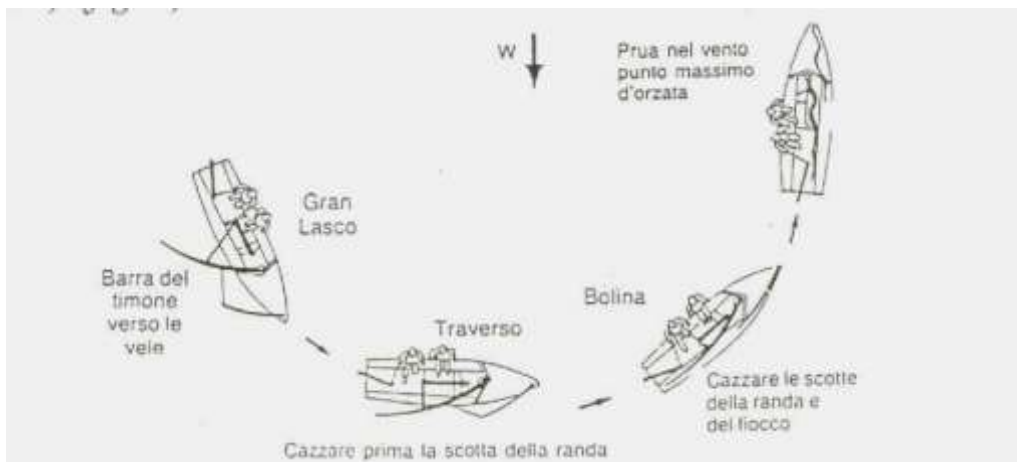 W
Prua nel vento
punto massimo
d'orzata
Gran
Lasco
Barra del
timone
verso le
vele
Traverso
Bolina
Cazzare le scotte
della randa e
del fiocco
Cazzare prima la scotta della randa